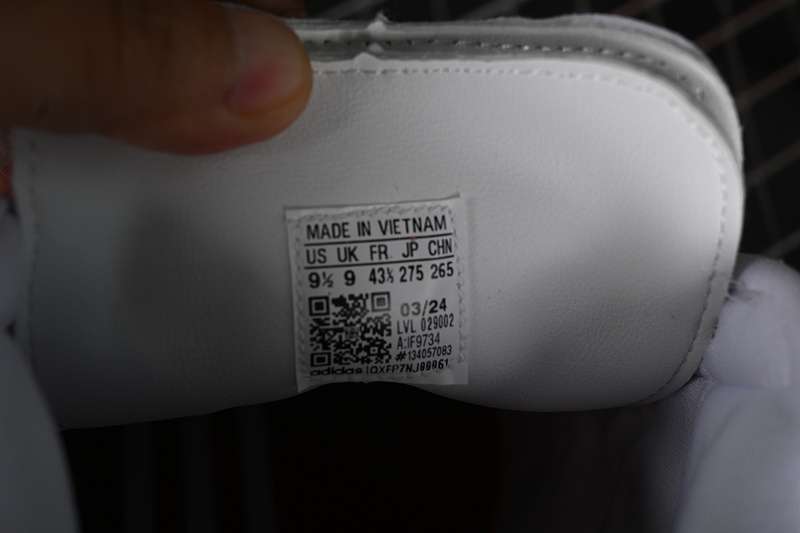 MADE IN VIETNAM
US UK FR JP CHN
9½ 9 43⅓ 275 265
03/24
LVL 029002
A:IF9734
#134057083
adidas